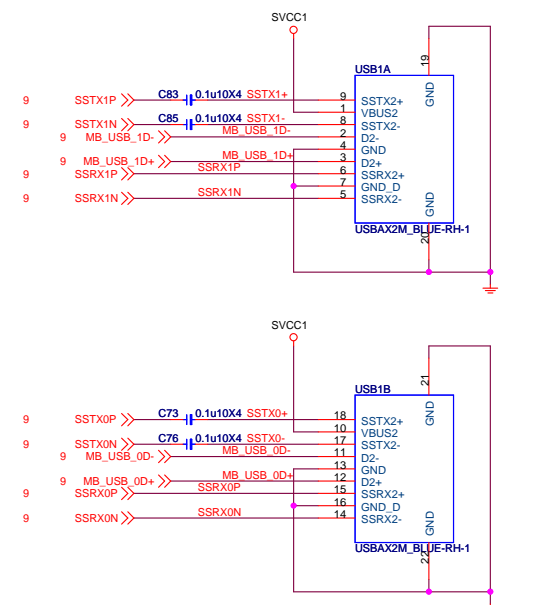 SVCC1
USB1A
19
GND
9 SSTX1P C83 0.1u10X4 SSTX1+ 9 SSTX2+
1 VBUS2
9 SSTX1N C85 0.1u10X4 SSTX1- 8 SSTX2-
9 MB_USB_1D- MB_USB_1D- 2 D2-
4 GND
9 MB_USB_1D+ MB_USB_1D+ 3 D2+
9 SSRX1P SSRX1P 6 SSRX2+
7 GND_D
9 SSRX1N SSRX1N 5 SSRX2-
GND
USBAX2M_BLUE-RH-1
20
SVCC1
USB1B
21
GND
9 SSTX0P C73 0.1u10X4 SSTX0+ 18 SSTX2+
10 VBUS2
9 SSTX0N C76 0.1u10X4 SSTX0- 17 SSTX2-
9 MB_USB_0D- MB_USB_0D- 11 D2-
13 GND
9 MB_USB_0D+ MB_USB_0D+ 12 D2+
9 SSRX0P SSRX0P 15 SSRX2+
16 GND_D
9 SSRX0N SSRX0N 14 SSRX2-
GND
USBAX2M_BLUE-RH-1
22